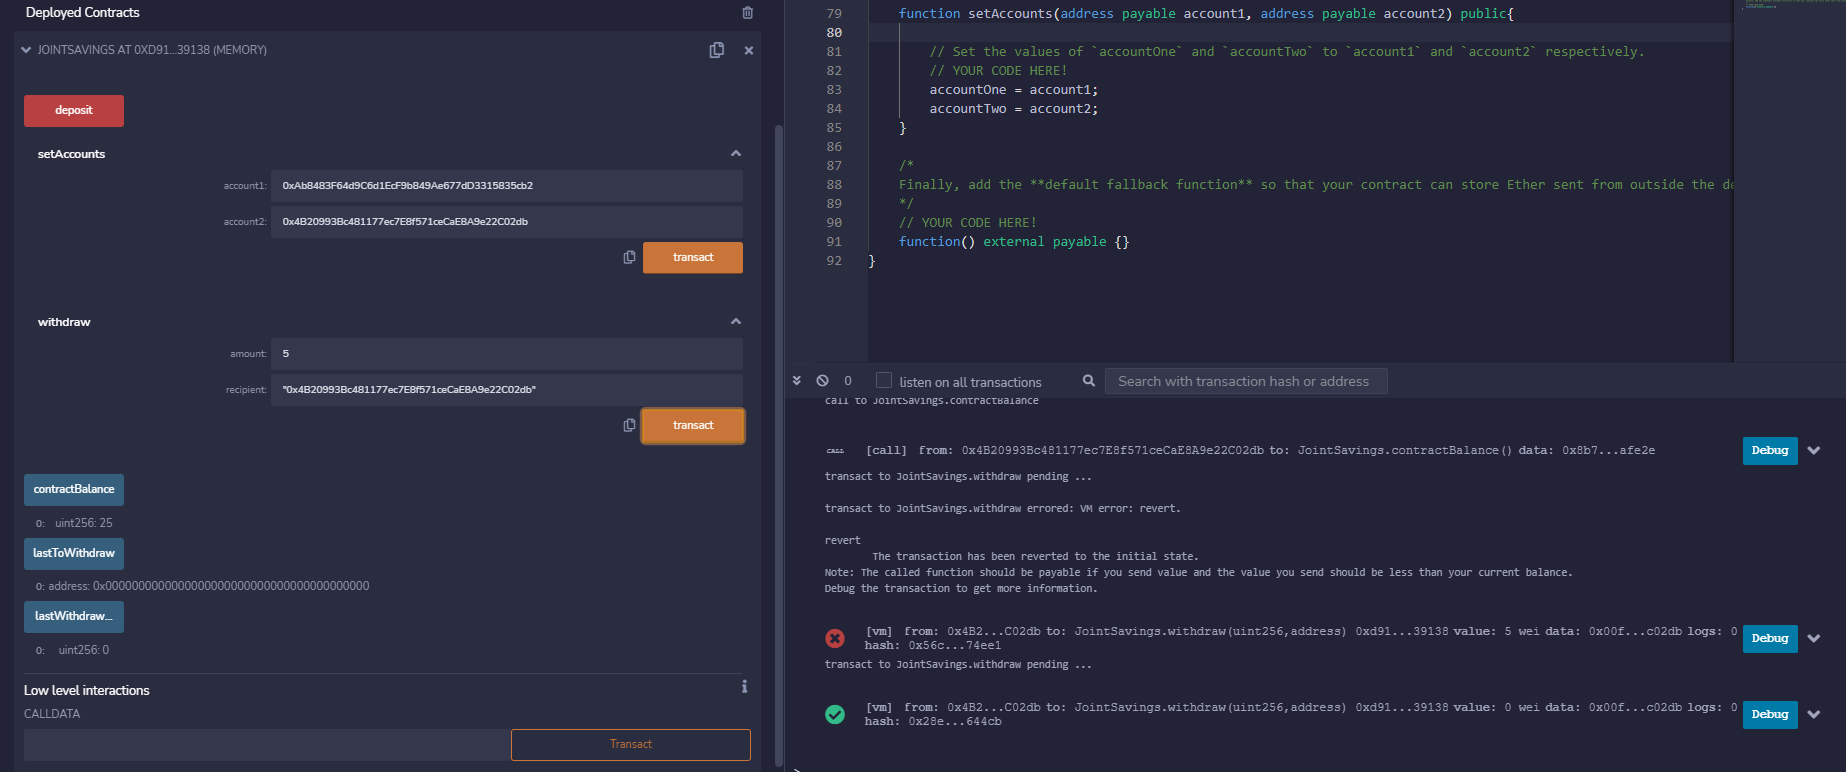 Deployed Contracts
JOINTSAVINGS AT 0XD91...39138 (MEMORY)
deposit
setAccounts
account1: 0xAb8483F64d9C6d1EcF9b849Ae677dD3315835cb2
account2: 0x4B20993Bc481177ec7E8f571ceCaE8A9e22C02db
transact
withdraw
amount: 5
recipient: "0x4B20993Bc481177ec7E8f571ceCaE8A9e22C02db"
transact
contractBalance
0: uint256: 25
lastToWithdraw
0: address: 0x0000000000000000000000000000000000000000
lastWithdraw...
0: uint256: 0
Low level interactions
CALLDATA
Transact
79 function setAccounts(address payable account1, address payable account2) public{
80
81 // Set the values of `accountOne` and `accountTwo` to `account1` and `account2` respectively.
82 // YOUR CODE HERE!
83 accountOne = account1;
84 accountTwo = account2;
85 }
86
87 /*
88 Finally, add the **default fallback function** so that your contract can store Ether sent from outside the de
89 */
90 // YOUR CODE HERE!
91 function() external payable {}
92 }
0 listen on all transactions Search with transaction hash or address
call to JointSavings.contractBalance
CALL [call] from: 0x4B20993Bc481177ec7E8f571ceCaE8A9e22C02db to: JointSavings.contractBalance() data: 0x8b7...afe2e Debug
transact to JointSavings.withdraw pending ...
transact to JointSavings.withdraw errored: VM error: revert.
revert
The transaction has been reverted to the initial state.
Note: The called function should be payable if you send value and the value you send should be less than your current balance.
Debug the transaction to get more information.
[vm] from: 0x4B2...C02db to: JointSavings.withdraw(uint256,address) 0xd91...39138 value: 5 wei data: 0x00f...c02db logs: 0 Debug
hash: 0x56c...74ee1
transact to JointSavings.withdraw pending ...
[vm] from: 0x4B2...C02db to: JointSavings.withdraw(uint256,address) 0xd91...39138 value: 0 wei data: 0x00f...c02db logs: 0 Debug
hash: 0x28e...644cb